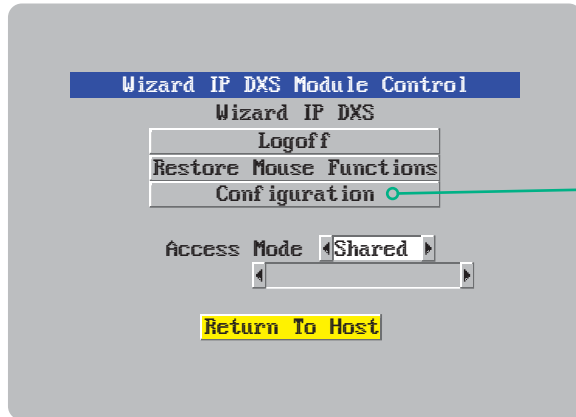 Wizard IP DXS Module Control
Wizard IP DXS
Logoff
Restore Mouse Functions
Configuration
Access Mode Shared
Return To Host